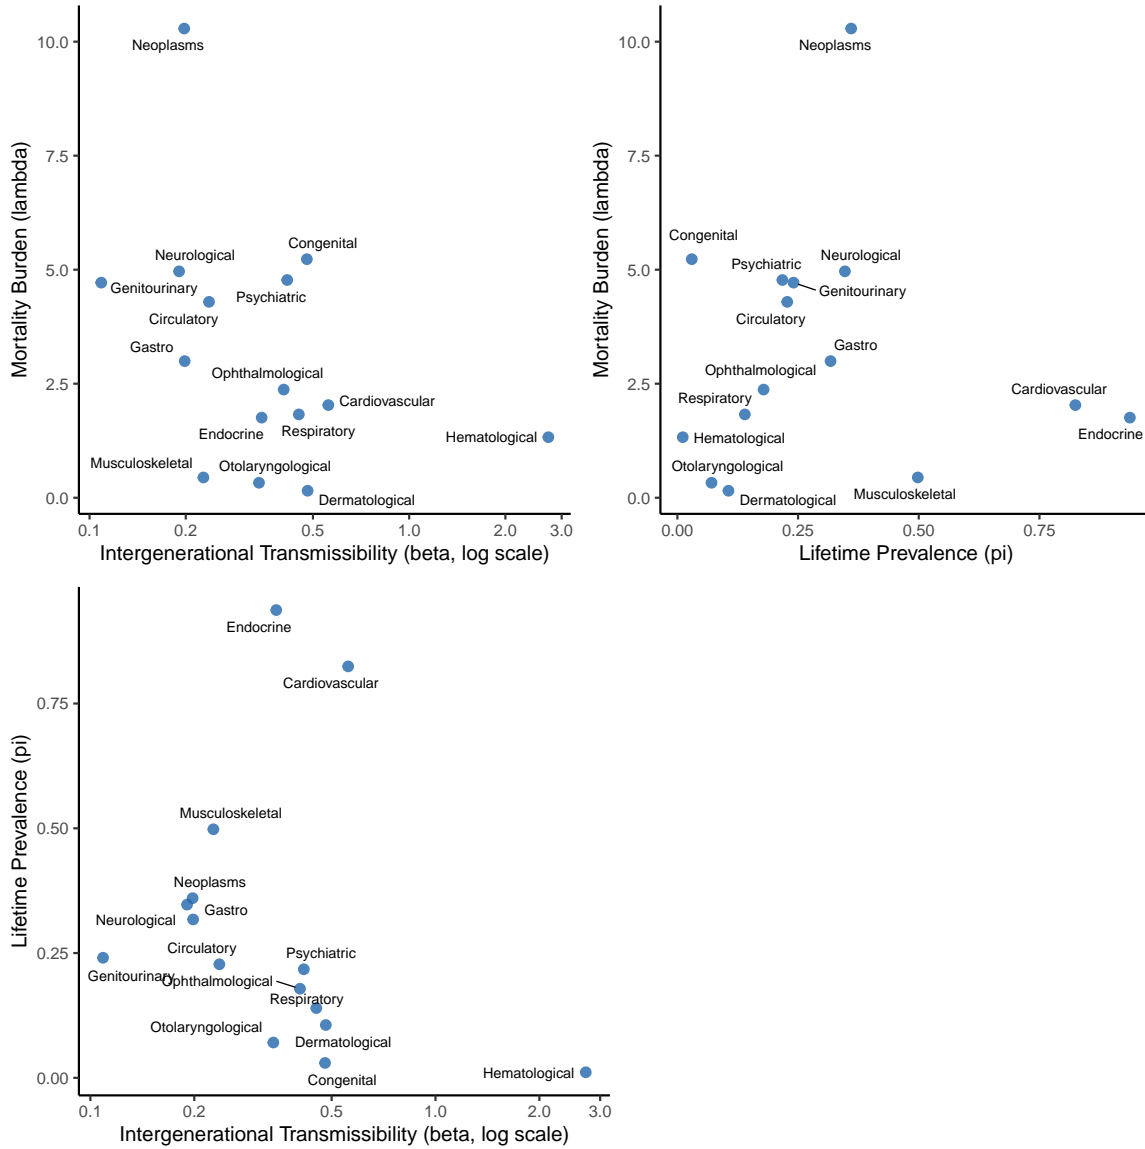 10.0
7.5
5.0
2.5
0.0
Mortality Burden (lambda)
Neoplasms
Congenital
Neurological
Genitourinary
Psychiatric
Circulatory
Gastro
Ophthalmological
Cardiovascular
Endocrine
Respiratory
Hematological
Musculoskeletal
Otolaryngological
Dermatological
0.1 0.2 0.5 1.0 2.0 3.0
Intergenerational Transmissibility (beta, log scale)
10.0
7.5
5.0
2.5
0.0
Mortality Burden (lambda)
Neoplasms
Congenital
Neurological
Psychiatric
Genitourinary
Circulatory
Gastro
Ophthalmological
Cardiovascular
Respiratory
Endocrine
Hematological
Otolaryngological
Musculoskeletal
Dermatological
0.00 0.25 0.50 0.75
Lifetime Prevalence (pi)
0.75
0.50
0.25
0.00
Lifetime Prevalence (pi)
Endocrine
Cardiovascular
Musculoskeletal
Neoplasms
Gastro
Neurological
Circulatory
Psychiatric
Genitourinary
Ophthalmological
Respiratory
Otolaryngological
Dermatological
Hematological
Congenital
0.1 0.2 0.5 1.0 2.0 3.0
Intergenerational Transmissibility (beta, log scale)